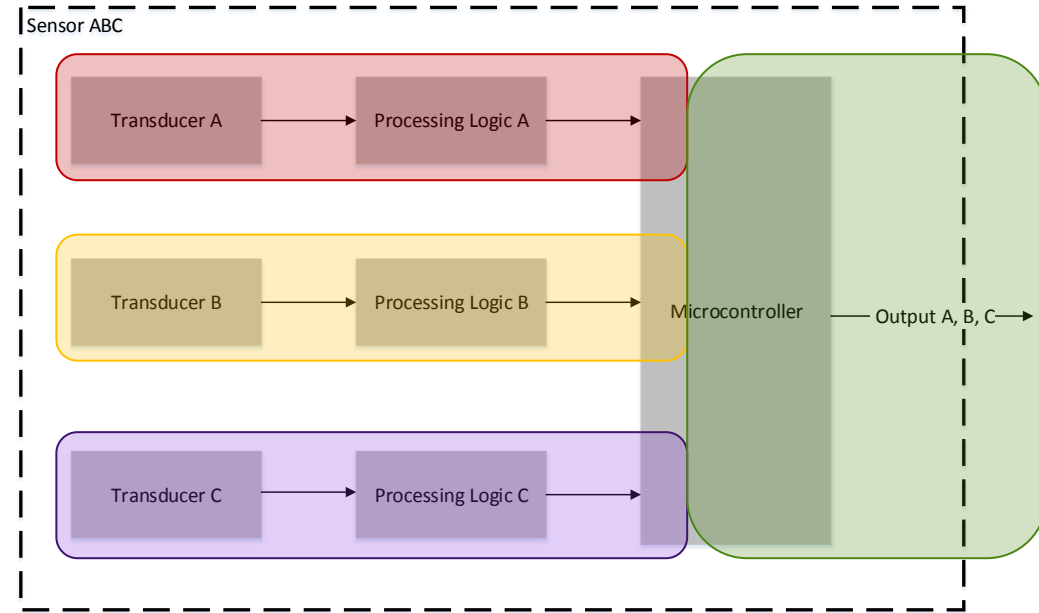 Sensor ABC
Transducer A
Processing Logic A
Transducer B
Processing Logic B
Microcontroller
Output A, B, C
Transducer C
Processing Logic C